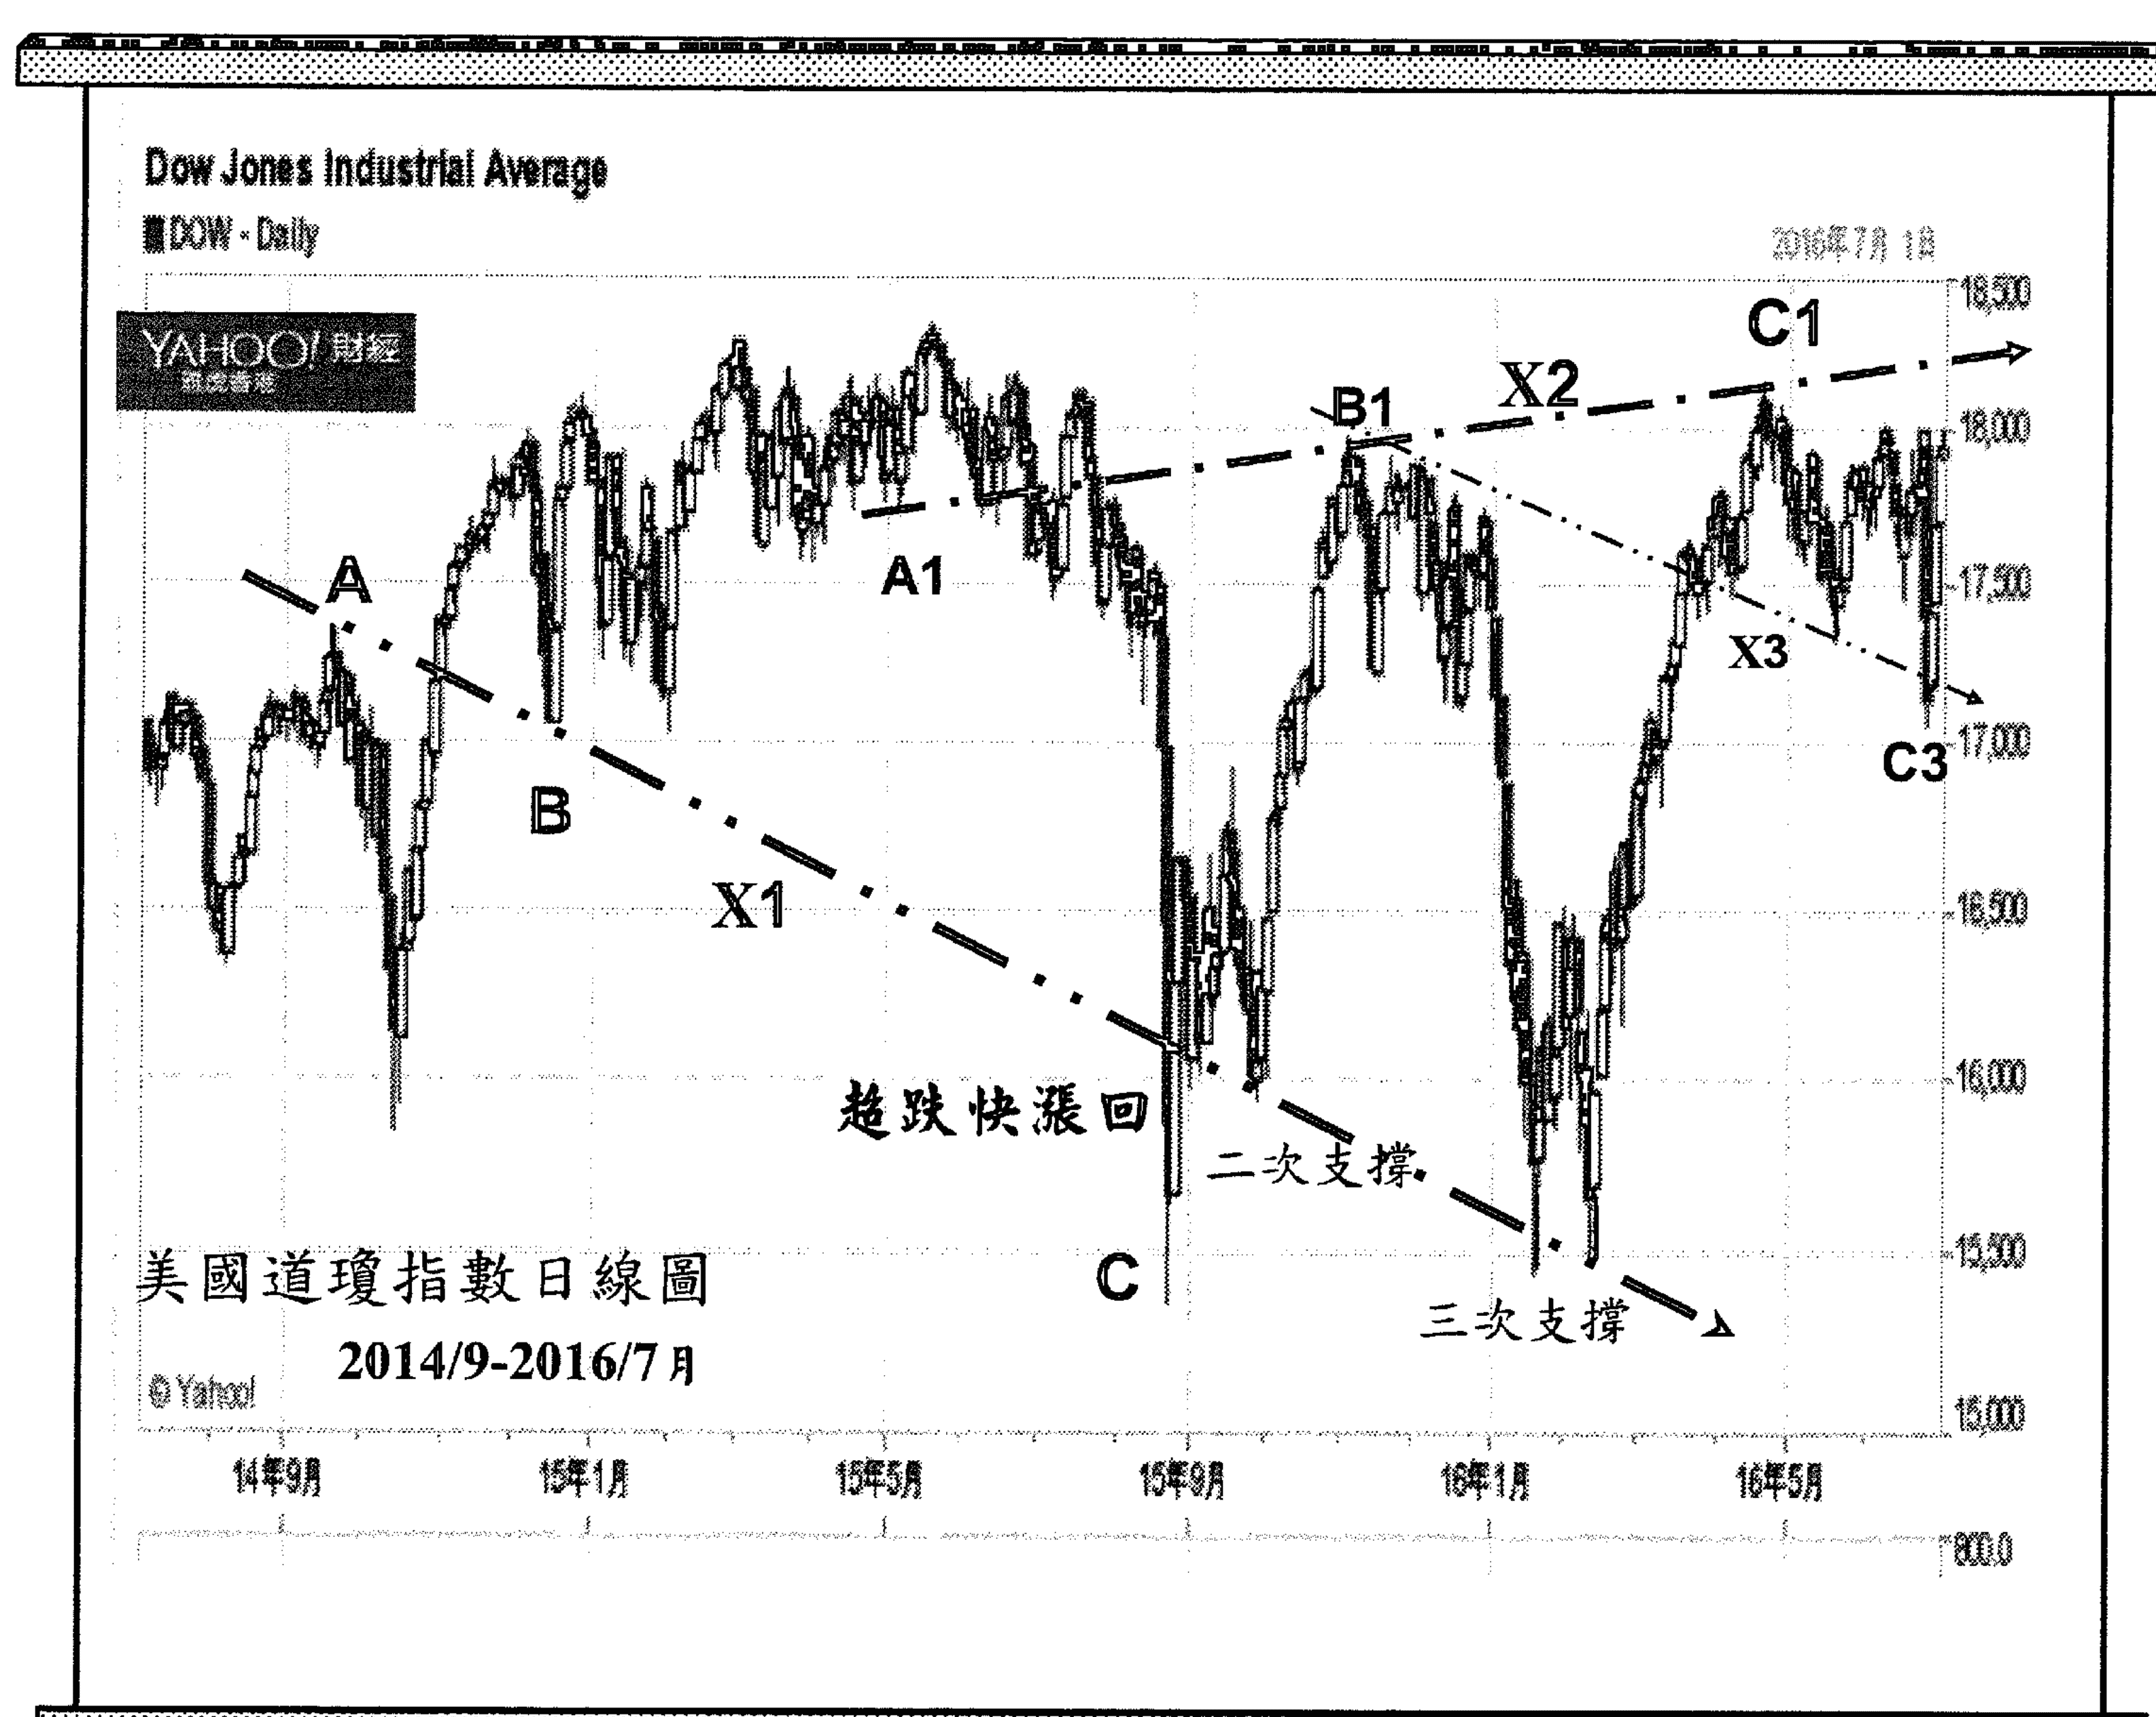 Dow Jones Industrial Average
DOW - Daily
2016年7月 1日
YAHOO! 財經
18,500
C1
X2
B1
18,000
A
A1
17,500
X3
17,000
C3
B
X1
16,500
16,000
超跌快漲回
二次支撐
美國道瓊指數日線圖
C
15,500
三次支撐
2014/9-2016/7月
© Yahoo!
15,000
14年9月 15年1月 15年5月 15年9月 16年1月 16年5月
800.0